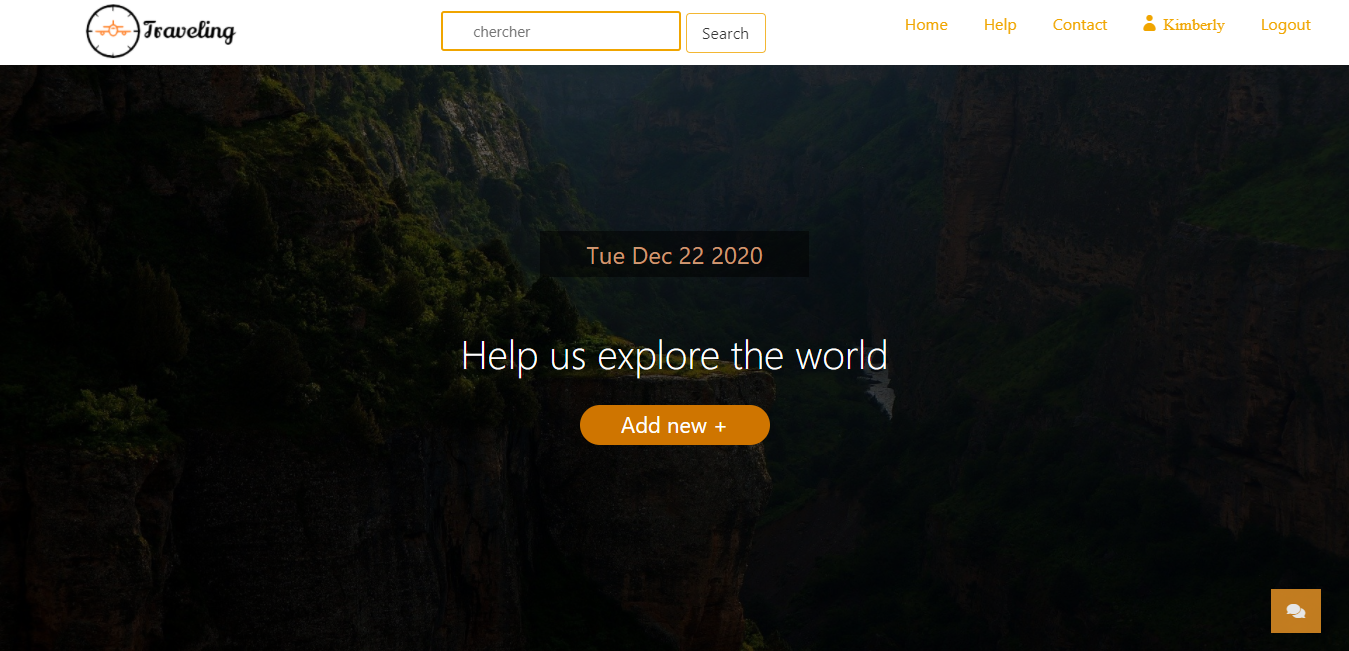 Traveling
chercher
Search
Home
Help
Contact
Kimberly
Logout
Tue Dec 22 2020
Help us explore the world
Add new +